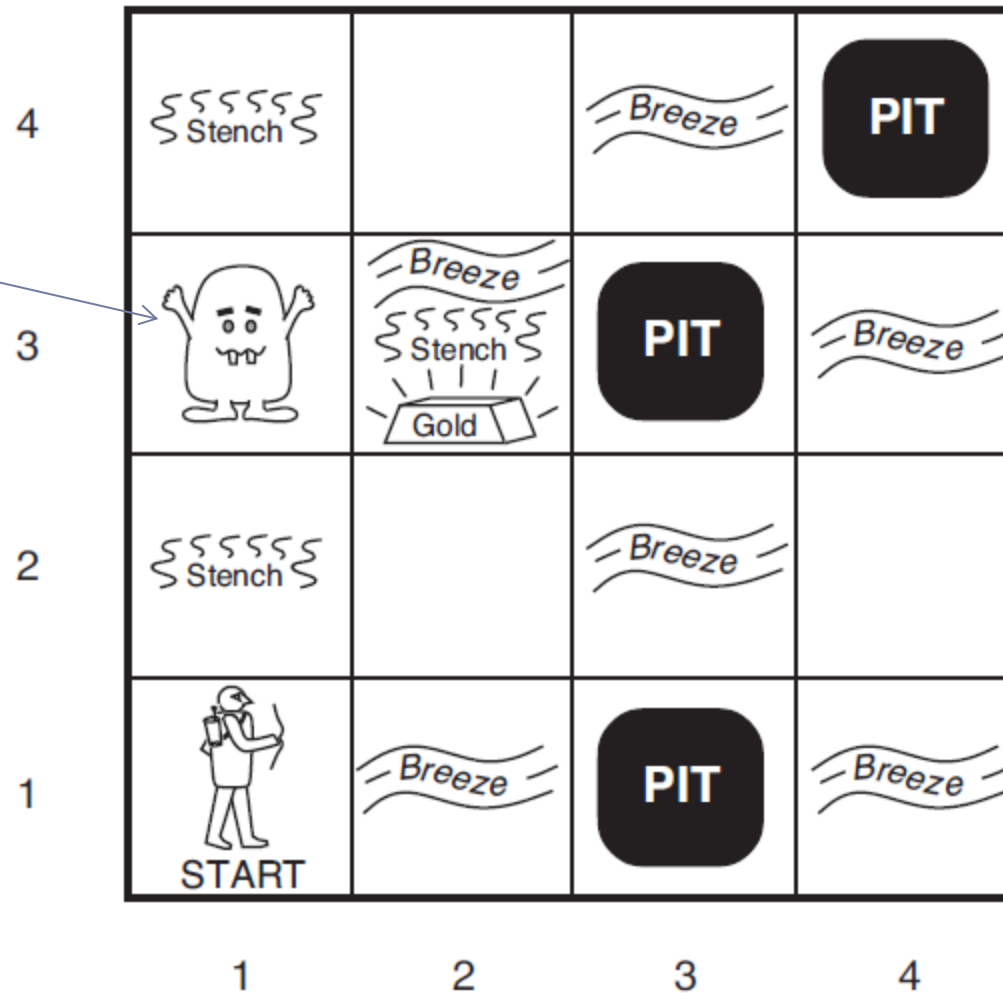 4 Stench Breeze PIT
Breeze
3 PIT Breeze
Stench
Gold
2 Stench Breeze
1 Breeze PIT Breeze
START
1 2 3 4